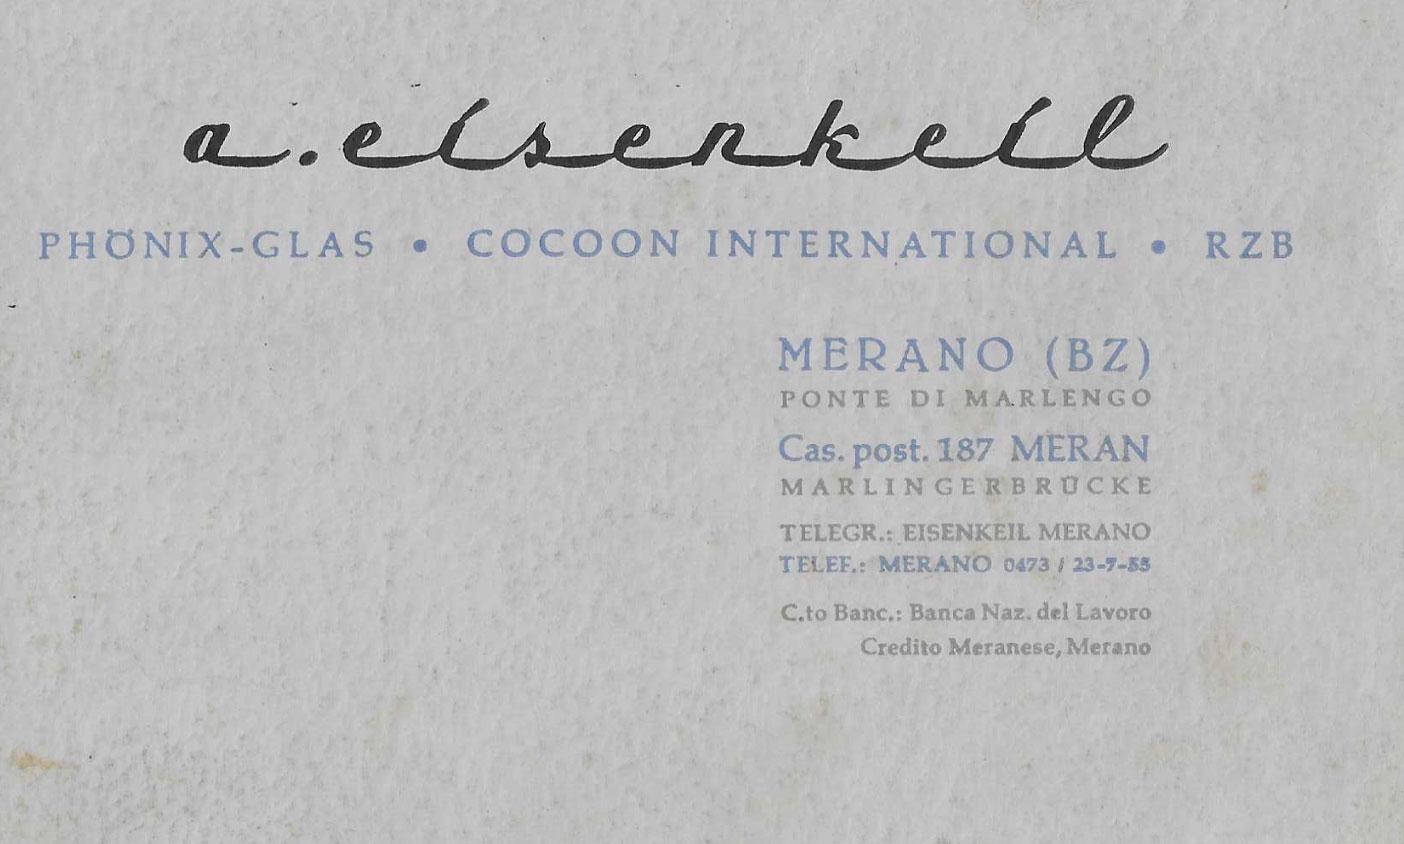 a. eisenkeil
PHÖNIX-GLAS • COCOON INTERNATIONAL • RZB
MERANO (BZ)
PONTE DI MARLENGO
Cas. post. 187 MERAN
MARLINGERBRÜCKE
TELEGR.: EISENKEIL MERANO
TELEF.: MERANO 0473 / 23-7-55
C.to Banc.: Banca Naz. del Lavoro
Credito Meranese, Merano